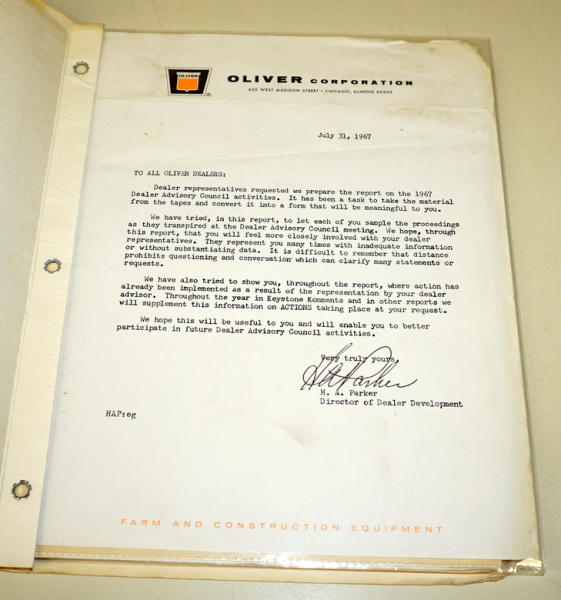 OLIVER
OLIVER CORPORATION
400 WEST MADISON STREET • CHICAGO, ILLINOIS 60606
July 31, 1967
TO ALL OLIVER DEALERS:
Dealer representatives requested we prepare the report on the 1967
Dealer Advisory Council activities. It has been a task to take the material
from the tapes and convert it into a form that will be meaningful to you.
We have tried, in this report, to let each of you sample the proceedings
as they transpired at the Dealer Advisory Council meeting. We hope, through
this report, that you will feel more closely involved with your dealer
representatives. They represent you many times with inadequate information
or without substantiating data. It is difficult to remember that distance
prohibits questioning and conversation which can clarify many statements or
requests.
We have also tried to show you, throughout the report, where action has
already been implemented as a result of the representation by your dealer
advisor. Throughout the year in Keystone Komments and in other reports we
will supplement this information on ACTIONS taking place at your request.
We hope this will be useful to you and will enable you to better
participate in future Dealer Advisory Council activities.
Very truly yours,
H A Parker
H. A. Parker
Director of Dealer Development
HAP:eg
FARM AND CONSTRUCTION EQUIPMENT